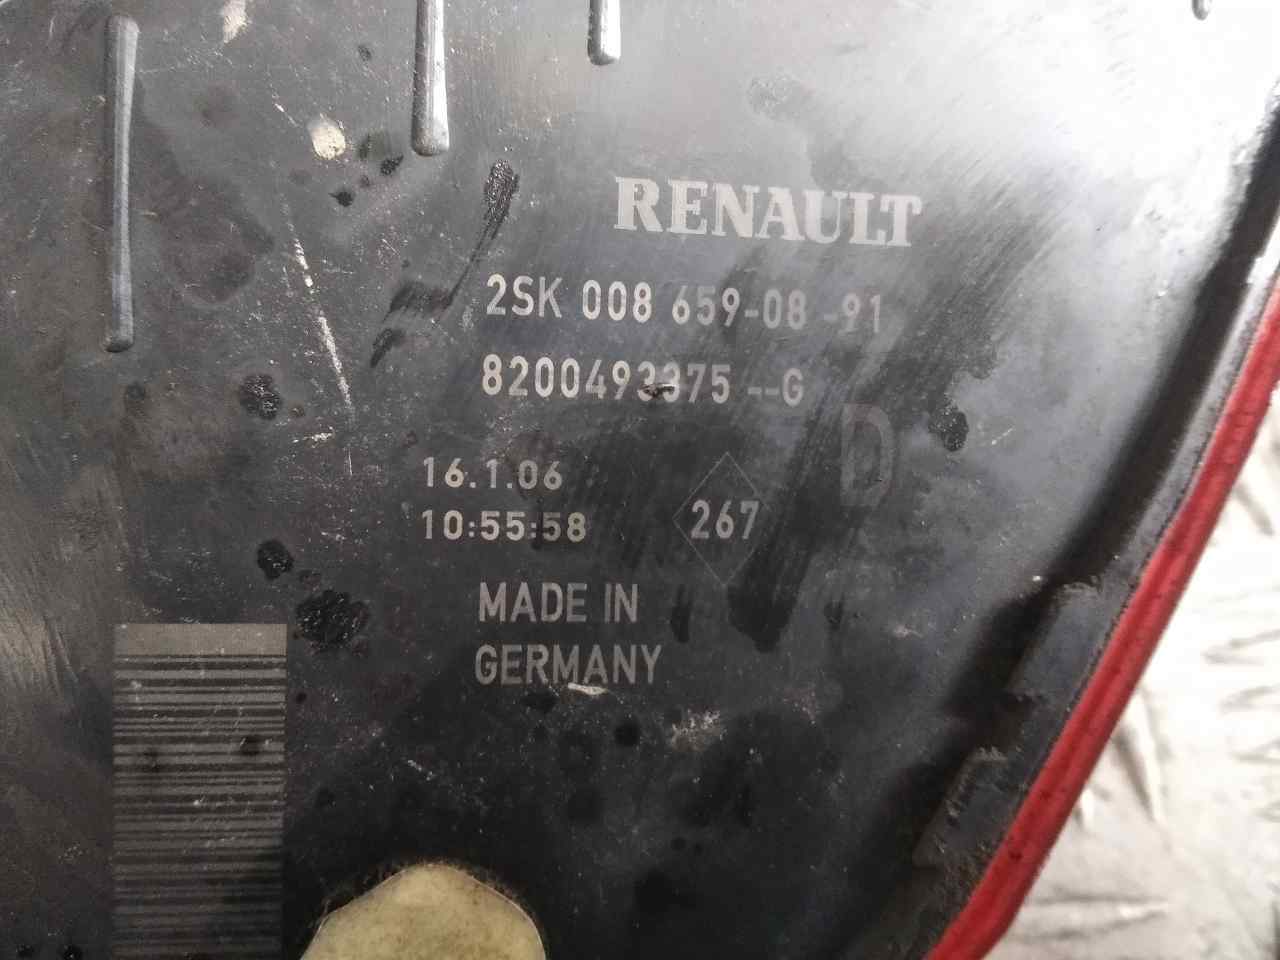 RENAULT
2SK 008 659-08 -91
8200493375 --G
D
16.1.06
10:55:58
267
MADE IN
GERMANY